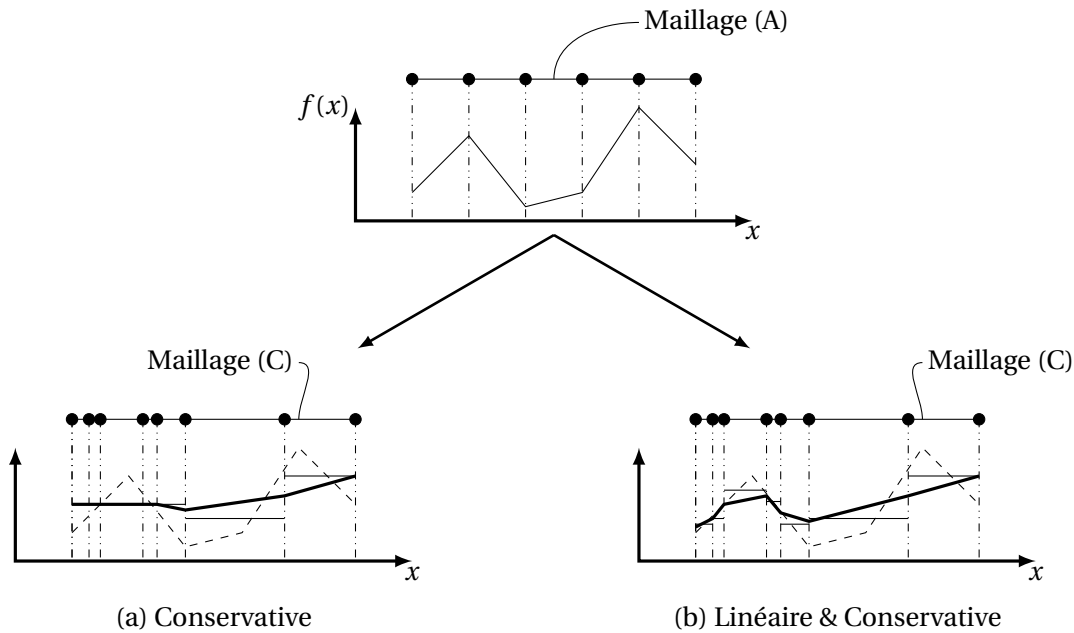 Maillage (A)
f(x)
x
Maillage (C)
Maillage (C)
x
x
(a) Conservative
(b) Linéaire & Conservative